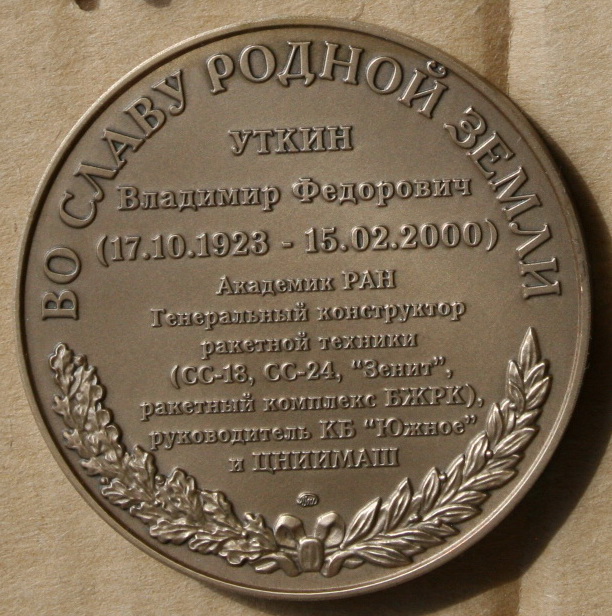 ВО СЛАВУ РОДНОЙ ЗЕМЛИ
УТКИН
Владимир Федорович
(17.10.1923 - 15.02.2000)
Академик РАН
Генеральный конструктор
ракетной техники
(СС-18, СС-24, "Зенит",
ракетный комплекс БЖРК),
руководитель КБ "Южное"
и ЦНИИМАШ